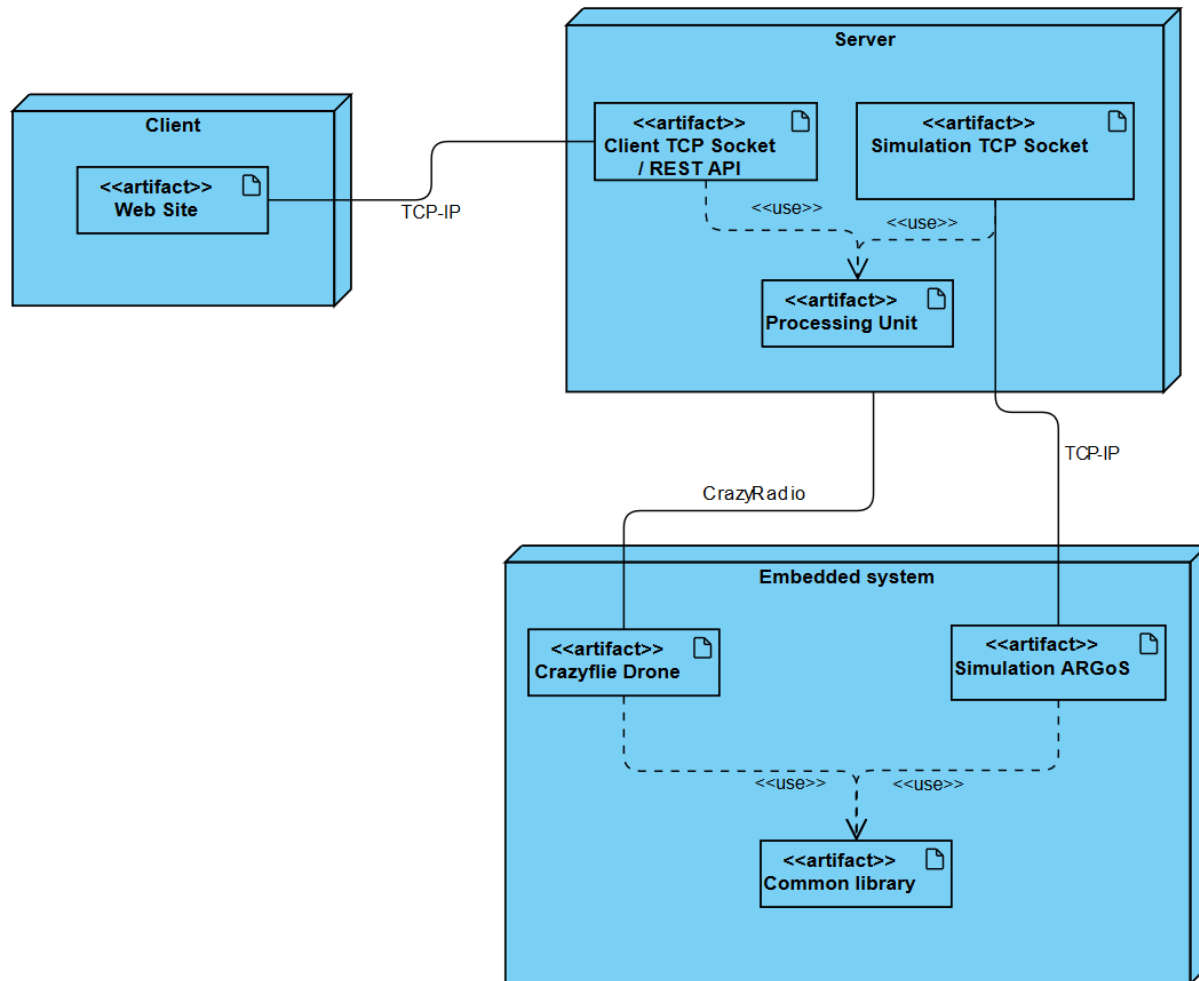 Server
Client
<<artifact>>
Web Site
TCP-IP
<<artifact>>
Client TCP Socket
/ REST API
<<artifact>>
Simulation TCP Socket
<<use>>
<<use>>
<<artifact>>
Processing Unit
TCP-IP
CrazyRadio
Embedded system
<<artifact>>
Crazyflie Drone
<<artifact>>
Simulation ARGoS
<<use>>
<<use>>
<<artifact>>
Common library